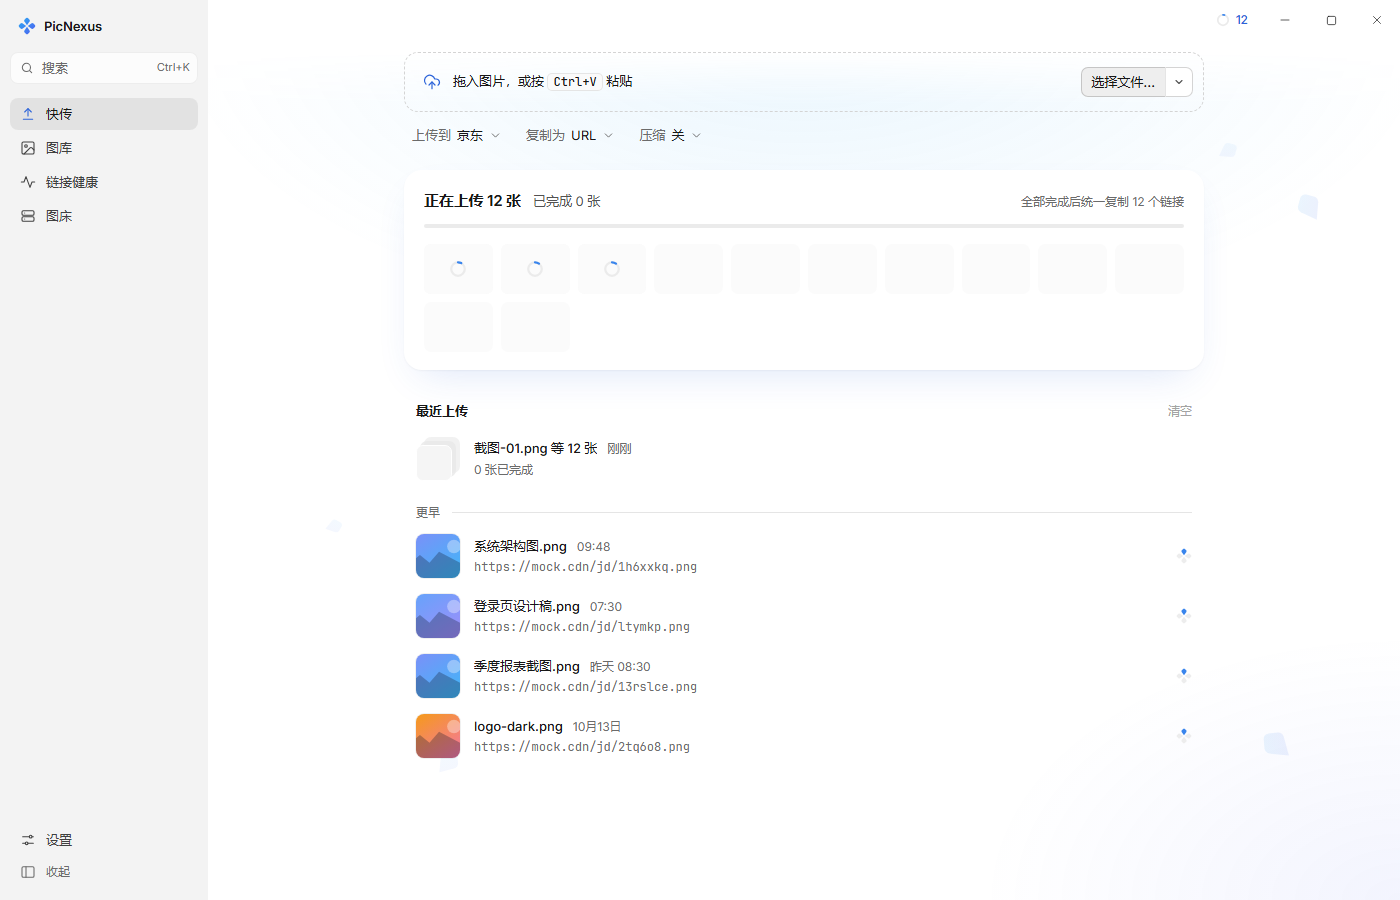 PicNexus
12
搜索 Ctrl+K
快传
图库
链接健康
图床
设置
收起
拖入图片，或按 Ctrl+V 粘贴
选择文件...
上传到 京东 复制为 URL 压缩 关
正在上传 12 张 已完成 0 张
全部完成后统一复制 12 个链接
最近上传
清空
截图-01.png 等 12 张 刚刚
0 张已完成
更早
系统架构图.png 09:48
https://mock.cdn/jd/1h6xxkq.png
登录页设计稿.png 07:30
https://mock.cdn/jd/ltymkp.png
季度报表截图.png 昨天 08:30
https://mock.cdn/jd/13rslce.png
logo-dark.png 10月13日
https://mock.cdn/jd/2tq6o8.png